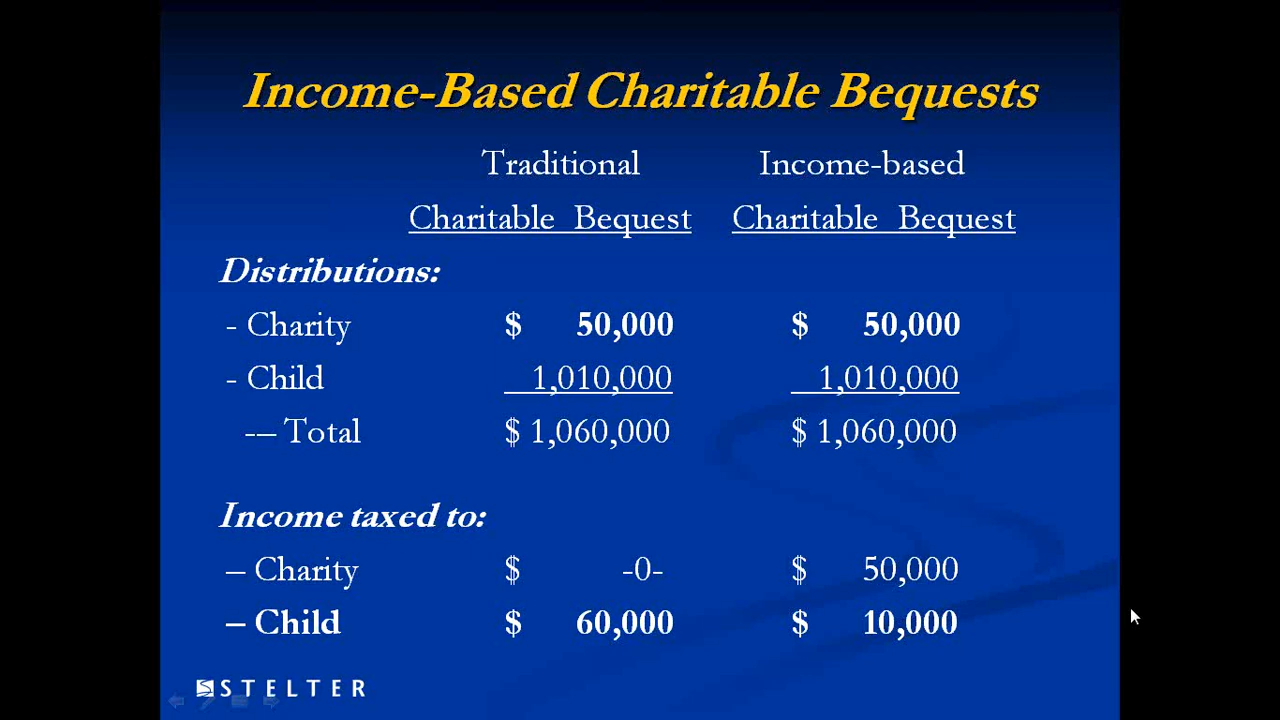 Income-Based Charitable Bequests
Traditional Income-based
Charitable Bequest Charitable Bequest
Distributions:
- Charity $ 50,000 $ 50,000
- Child 1,010,000 1,010,000
-– Total $ 1,060,000 $ 1,060,000
Income taxed to:
– Charity $ -0- $ 50,000
– Child $ 60,000 $ 10,000
STELTER